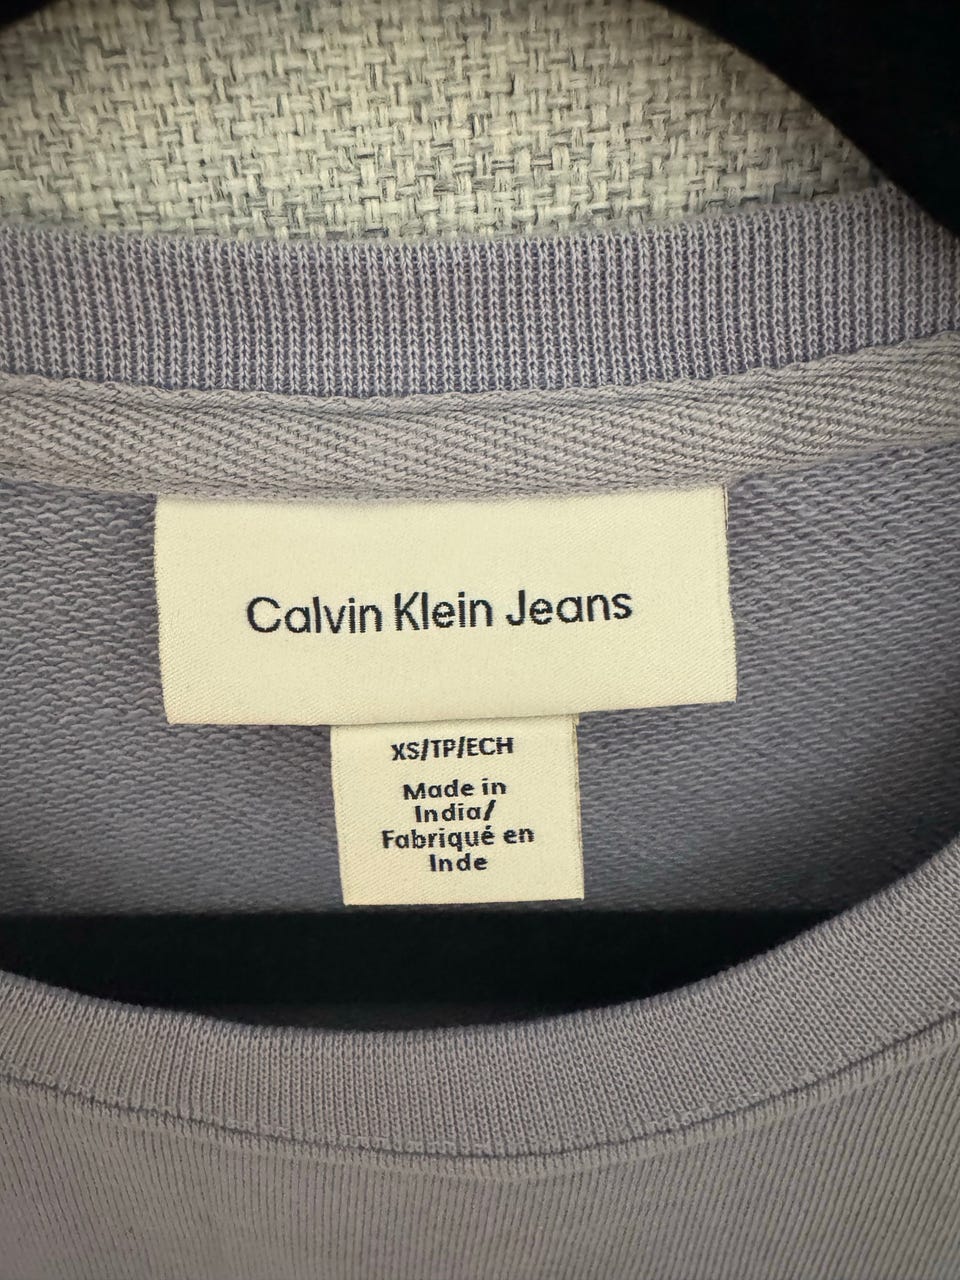 Calvin Klein Jeans
XS/TP/ECH
Made in
India/
Fabriqué en
Inde